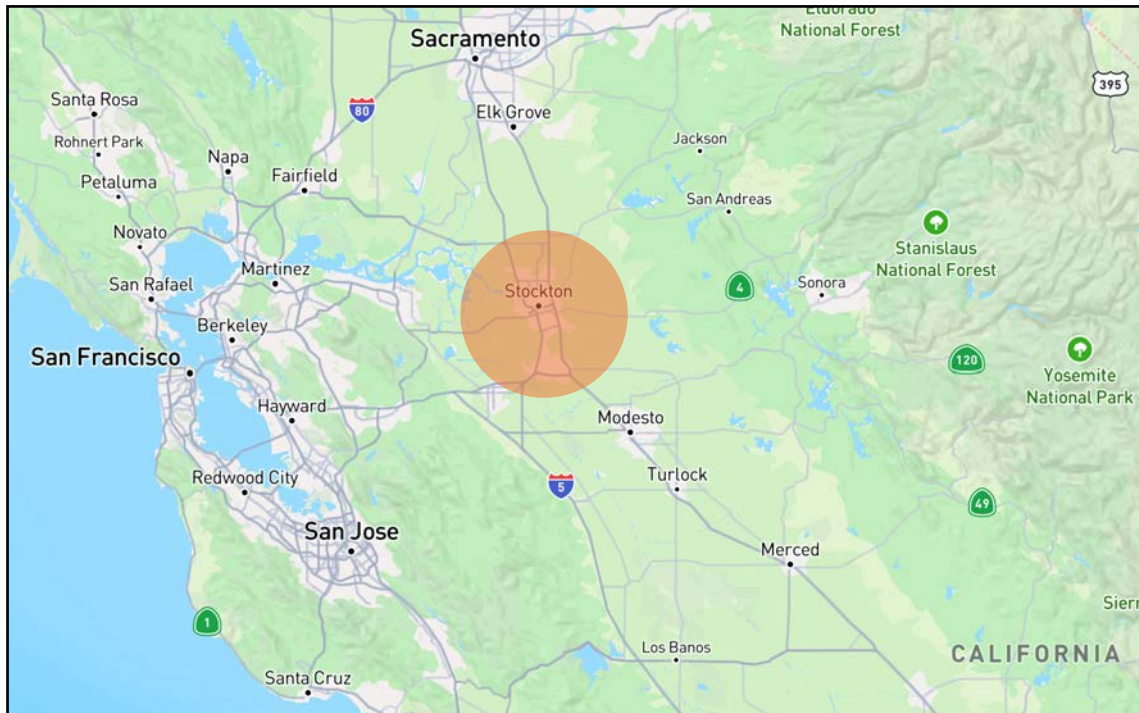 Eldorado
National Forest
Sacramento
395
Santa Rosa
80
Elk Grove
Rohnert Park
Jackson
Napa
Petaluma
Fairfield
San Andreas
Novato
Stanislaus
National Forest
Martinez
San Rafael
Stockton
4
Sonora
Berkeley
San Francisco
120
Yosemite
National Park
Hayward
Modesto
Redwood City
Turlock
5
49
San Jose
Merced
Sierr
1
Los Banos
CALIFORNIA
Santa Cruz